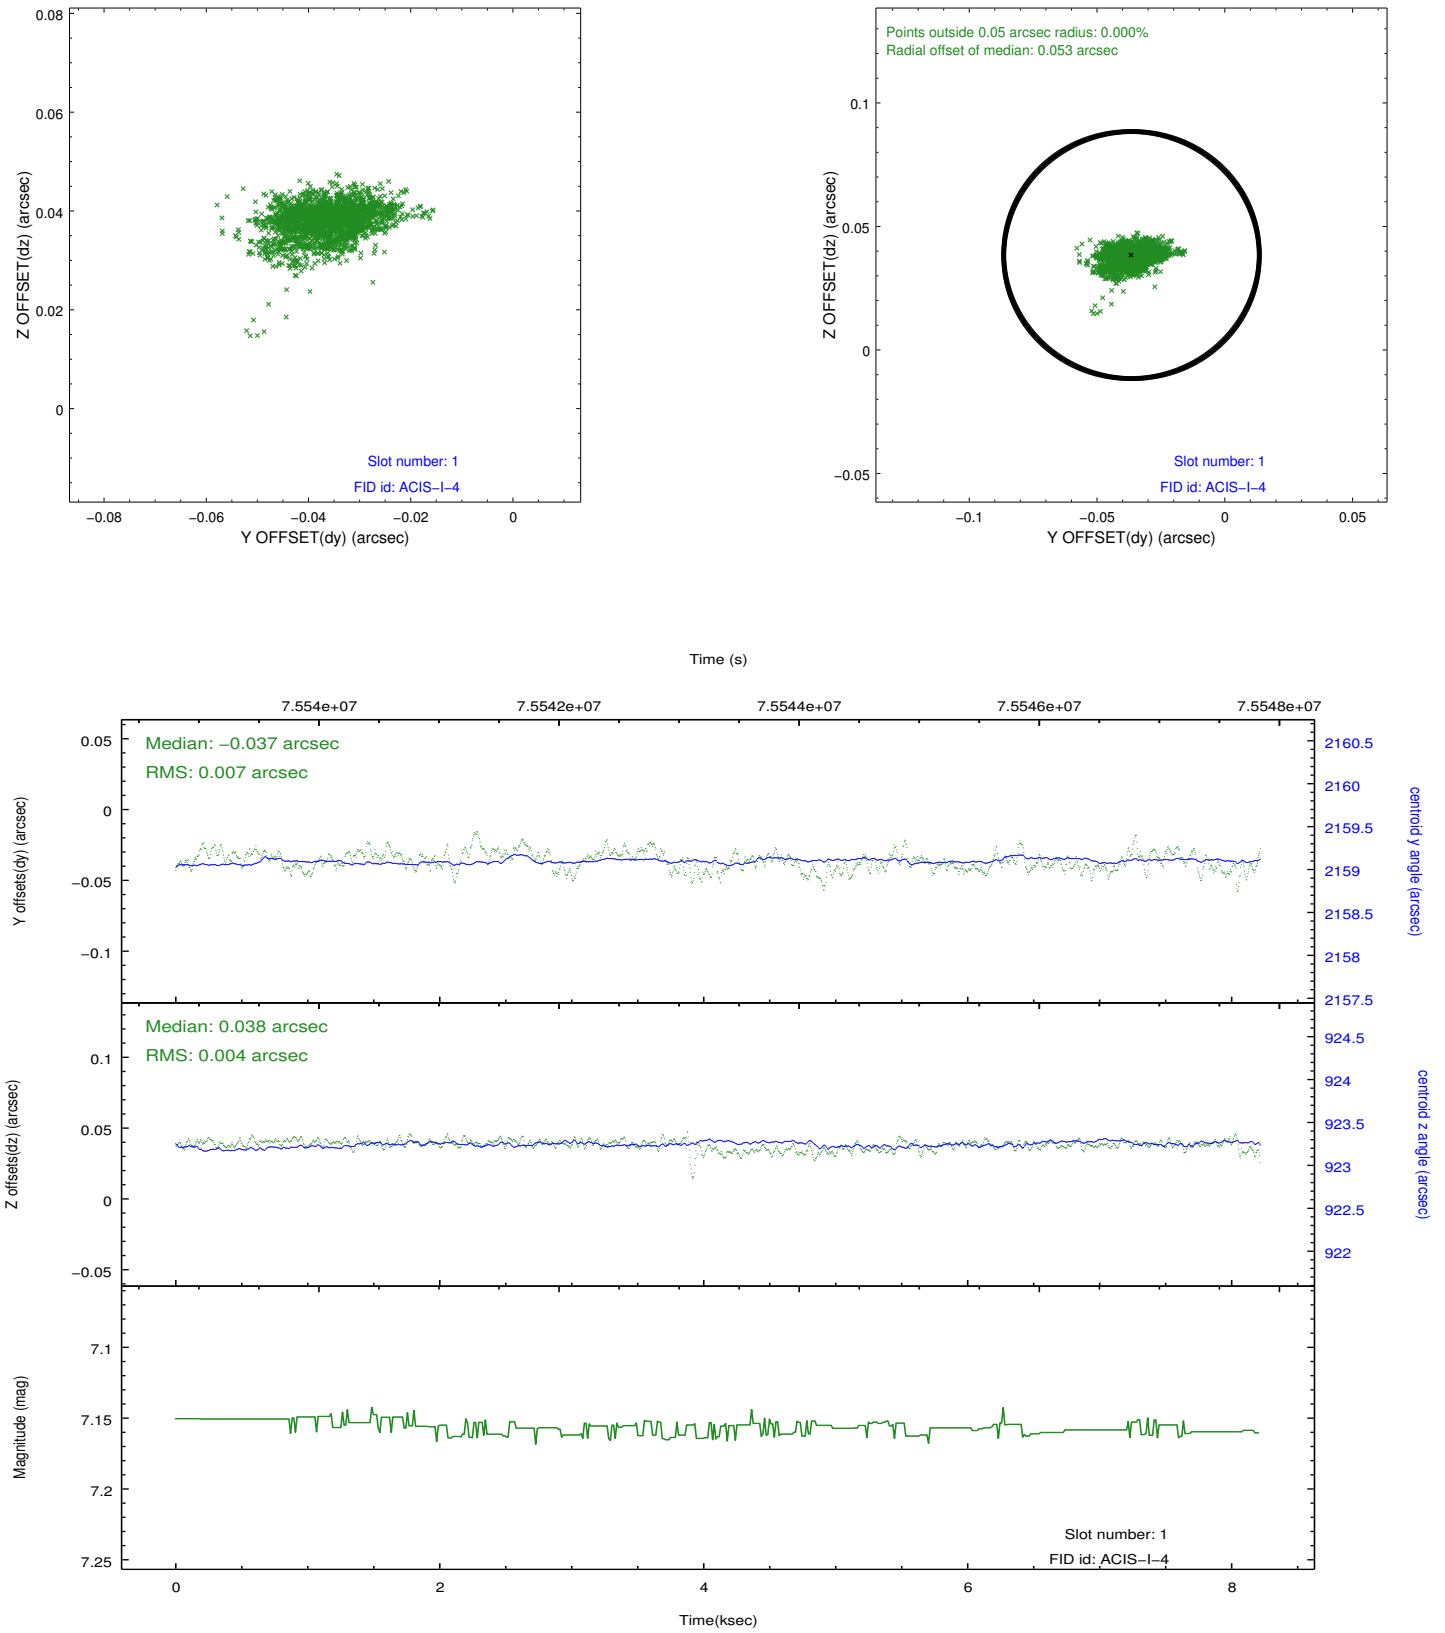 0.08
0.06
0.04
0.02
0
Z OFFSET(dz) (arcsec)
Slot number: 1
FID id: ACIS−I−4
−0.08 −0.06 −0.04 −0.02 0
Y OFFSET(dy) (arcsec)
Points outside 0.05 arcsec radius: 0.000%
Radial offset of median: 0.053 arcsec
0.1
0.05
0
−0.05
Z OFFSET(dz) (arcsec)
Slot number: 1
FID id: ACIS−I−4
−0.1 −0.05 0 0.05
Y OFFSET(dy) (arcsec)
Time (s)
7.554e+07 7.5542e+07 7.5544e+07 7.5546e+07 7.5548e+07
Median: −0.037 arcsec
RMS: 0.007 arcsec
0.05
0
−0.05
−0.1
Y offsets(dy) (arcsec)
2160.5
2160
2159.5
2159
2158.5
2158
2157.5
centroid y angle (arcsec)
Median: 0.038 arcsec
RMS: 0.004 arcsec
0.1
0.05
0
−0.05
Z offsets(dz) (arcsec)
924.5
924
923.5
923
922.5
922
centroid z angle (arcsec)
7.1
7.15
7.2
7.25
Magnitude (mag)
Slot number: 1
FID id: ACIS−I−4
0 2 4 6 8
Time(ksec)